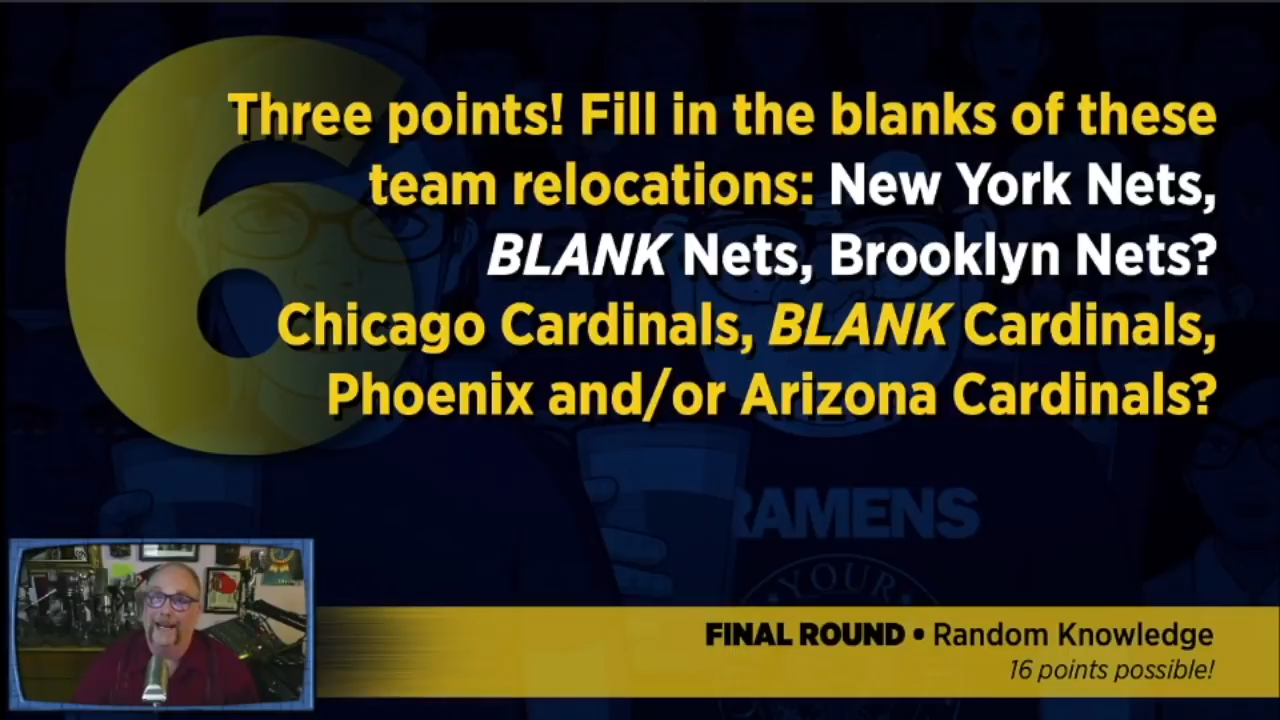 6
Three points! Fill in the blanks of these
team relocations: New York Nets,
BLANK Nets, Brooklyn Nets?
Chicago Cardinals, BLANK Cardinals,
Phoenix and/or Arizona Cardinals?
RAMENS
YOUR
FINAL ROUND • Random Knowledge
16 points possible!